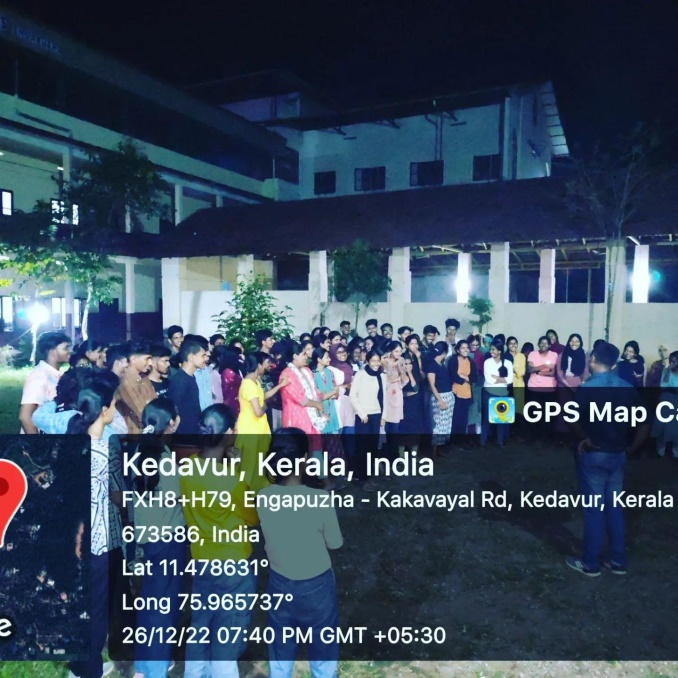 GPS Map Ca
Kedavur, Kerala, India
FXH8+H79, Engapuzha - Kakavayal Rd, Kedavur, Kerala
673586, India
Lat 11.478631°
Long 75.965737°
26/12/22 07:40 PM GMT +05:30